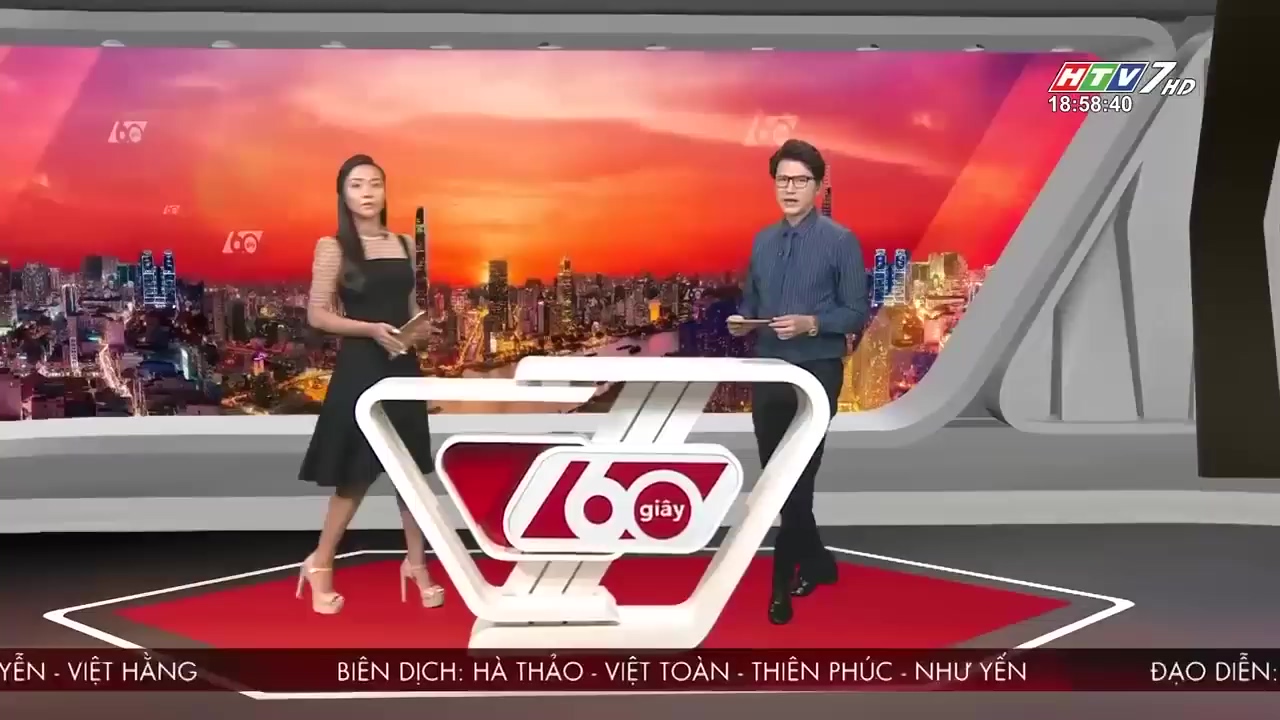 HTV7 HD
18:58:40
60 giây
YỄN - VIỆT HẰNG BIÊN DỊCH: HÀ THẢO - VIỆT TOÀN - THIÊN PHÚC - NHƯ YẾN ĐẠO DIỄN: